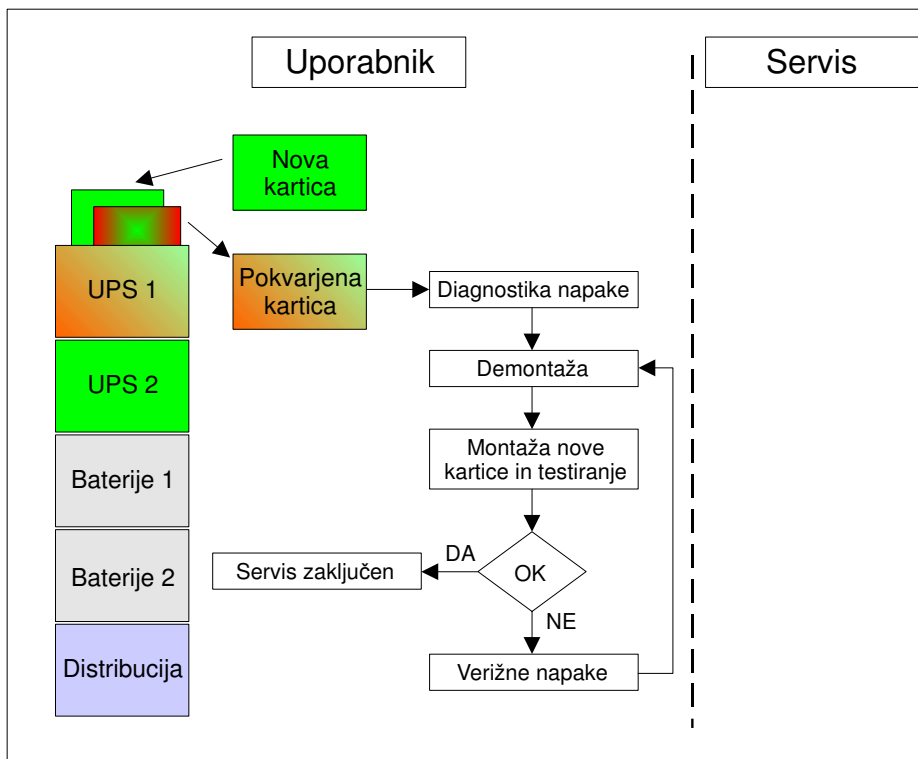 Uporabnik
Servis
Nova
kartica
UPS 1
Pokvarjena
kartica
Diagnostika napake
UPS 2
Demontaža
Baterije 1
Montaža nove
kartice in testiranje
Baterije 2
Servis zaključen
DA
OK
NE
Distribucija
Verižne napake